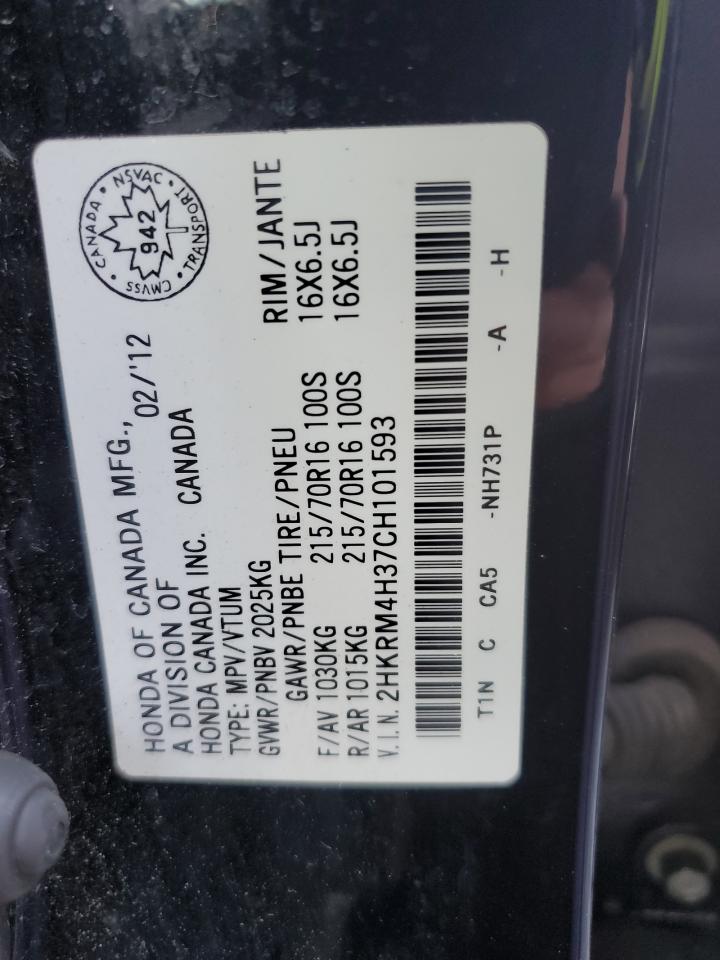 HONDA OF CANADA MFG., 02/'12
A DIVISION OF
HONDA CANADA INC. CANADA
TYPE: MPV/VTUM
GVWR/PNBV 2025KG
GAWR/PNBE TIRE/PNEU RIM/JANTE
F/AV 1030KG 215/70R16 100S 16X6.5J
R/AR 1015KG 215/70R16 100S 16X6.5J
V.I.N. 2HKRM4H37CH101593
T1N C CA5 -NH731P -A -H
CANADA • NSVAC • TRANSPORT • CMVSS •
942